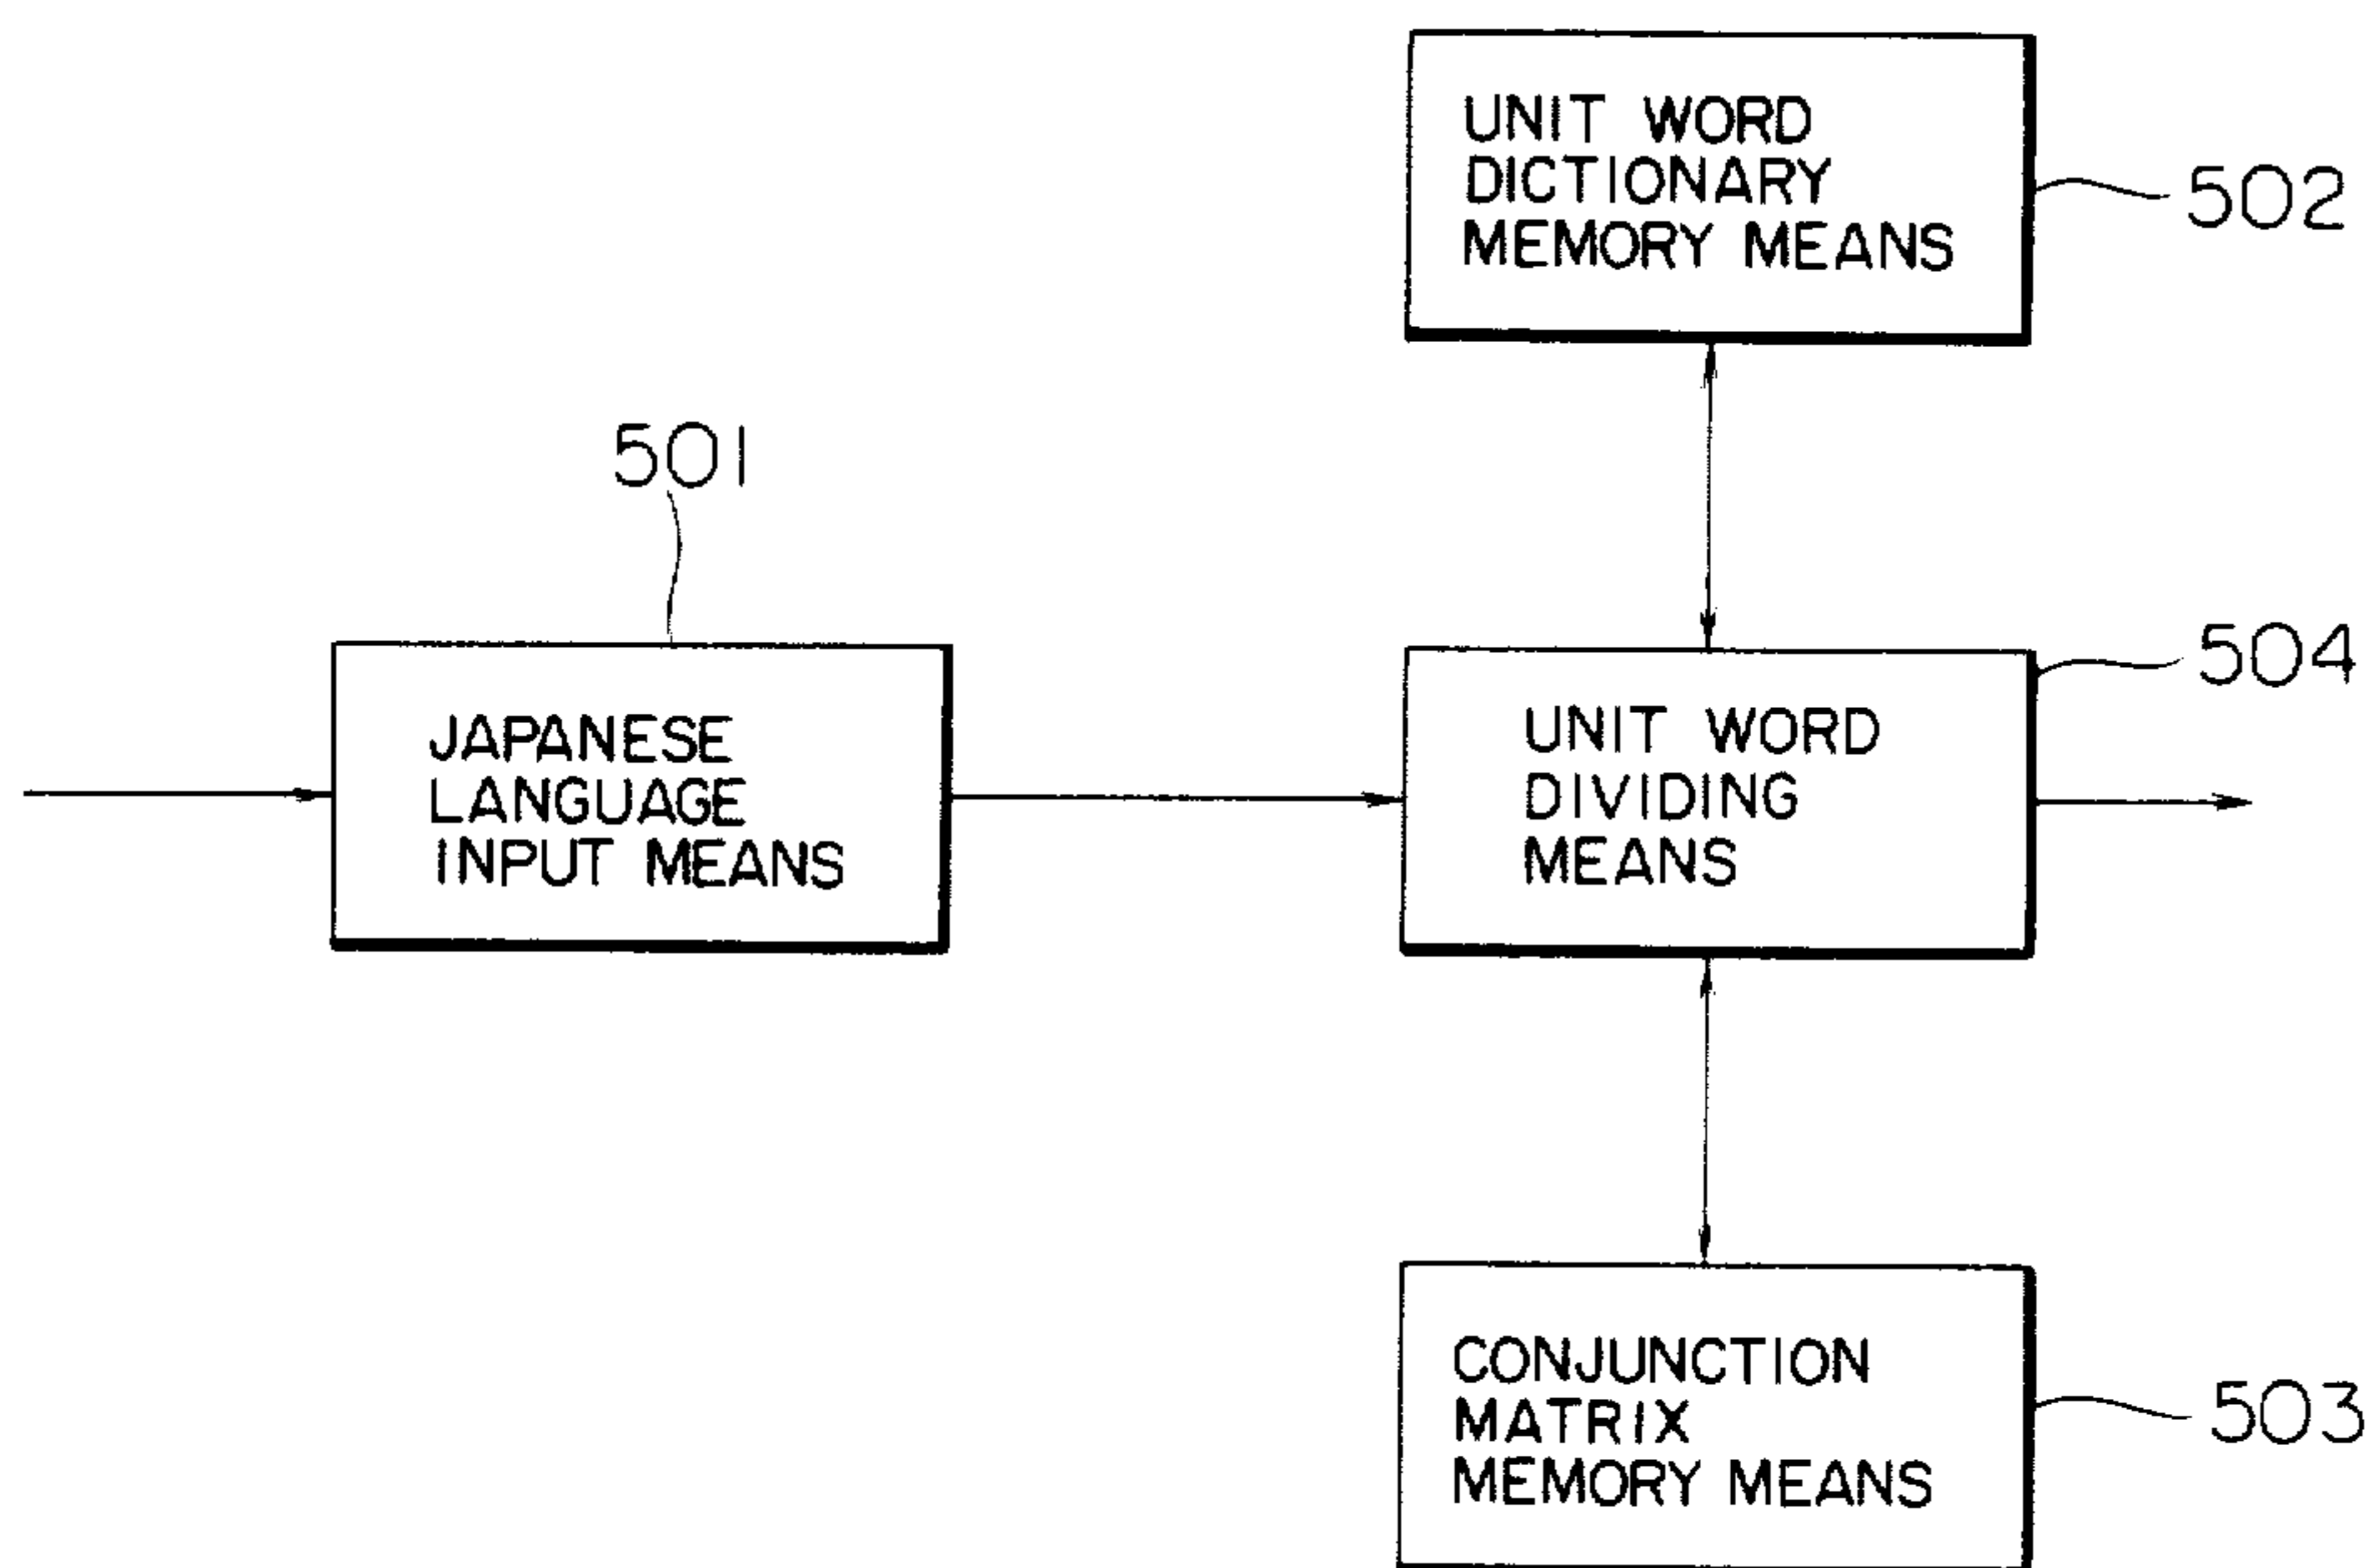 UNIT WORD
DICTIONARY
MEMORY MEANS
502
501
JAPANESE
LANGUAGE
INPUT MEANS
504
UNIT WORD
DIVIDING
MEANS
CONJUNCTION
MATRIX
MEMORY MEANS
503